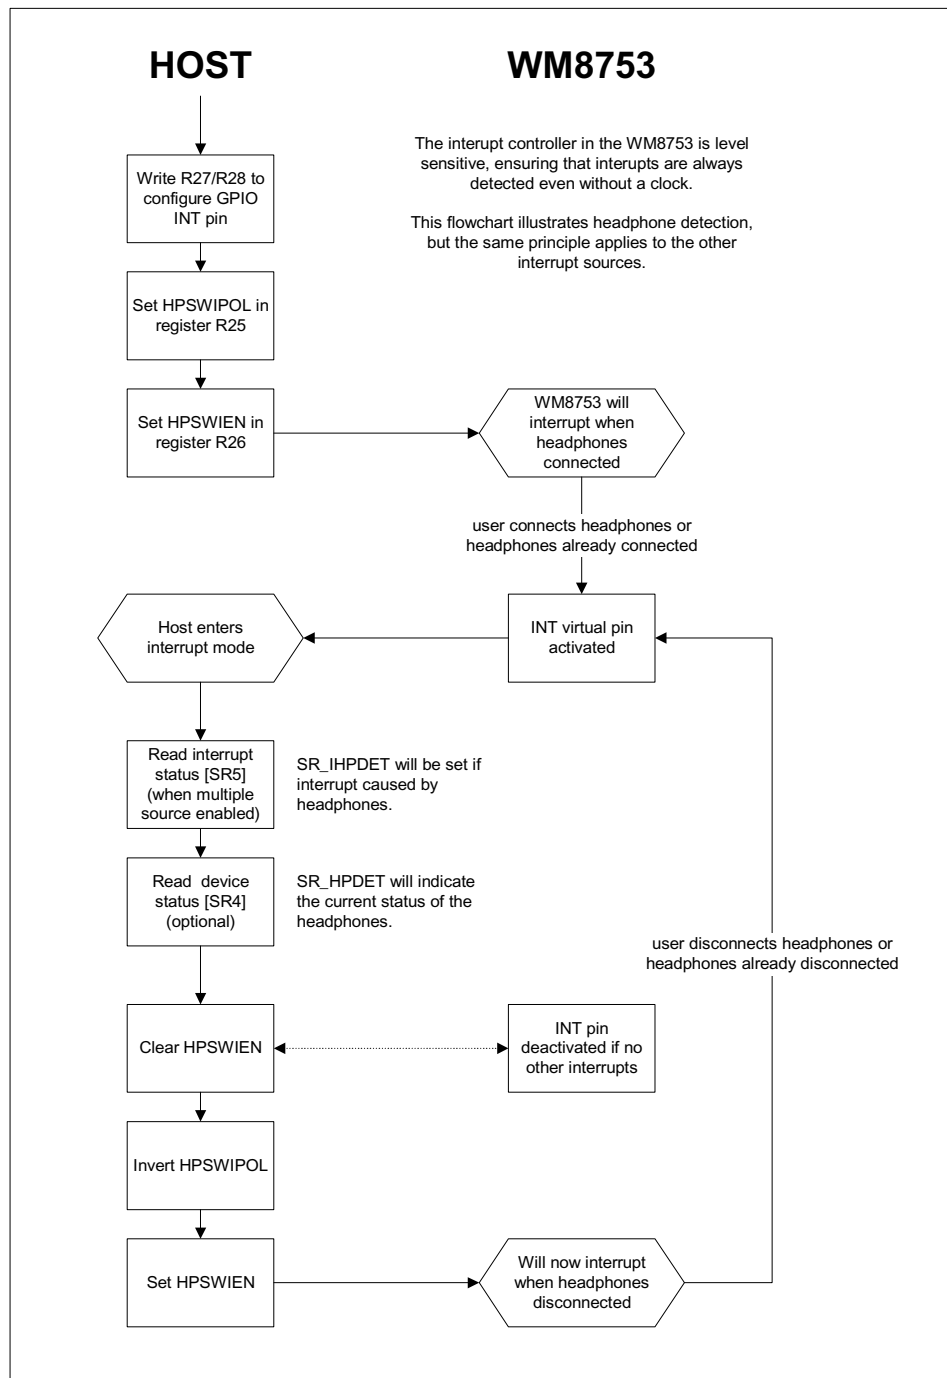 HOST
WM8753
The interupt controller in the WM8753 is level
sensitive, ensuring that interupts are always
detected even without a clock.
This flowchart illustrates headphone detection,
but the same principle applies to the other
interrupt sources.
Write R27/R28 to
configure GPIO
INT pin
Set HPSWIPOL in
register R25
Set HPSWIEN in
register R26
WM8753 will
interrupt when
headphones
connected
user connects headphones or
headphones already connected
INT virtual pin
activated
Host enters
interrupt mode
Read interrupt
status [SR5]
(when multiple
source enabled)
SR_IHPDET will be set if
interrupt caused by
headphones.
Read device
status [SR4]
(optional)
SR_HPDET will indicate
the current status of the
headphones.
user disconnects headphones or
headphones already disconnected
Clear HPSWIEN
INT pin
deactivated if no
other interrupts
Invert HPSWIPOL
Set HPSWIEN
Will now interrupt
when headphones
disconnected